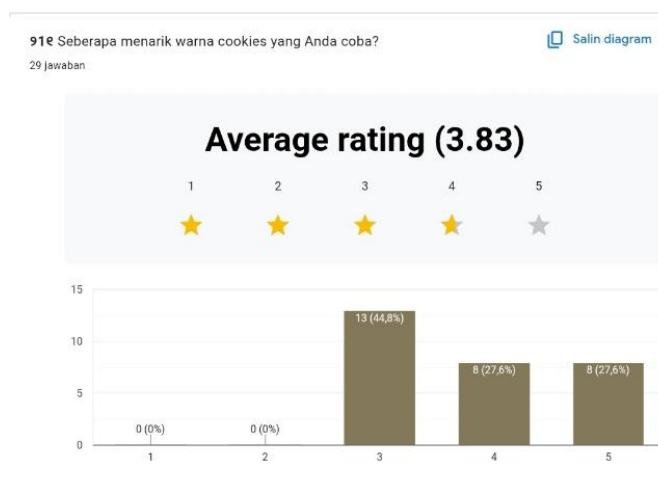 91e Seberapa menarik warna cookies yang Anda coba?
Salin diagram
29 jawaban
Average rating (3.83)
1 2 3 4 5
15
10
5
0
0 (0%) 0 (0%) 13 (44,8%) 8 (27,6%) 8 (27,6%)
1 2 3 4 5